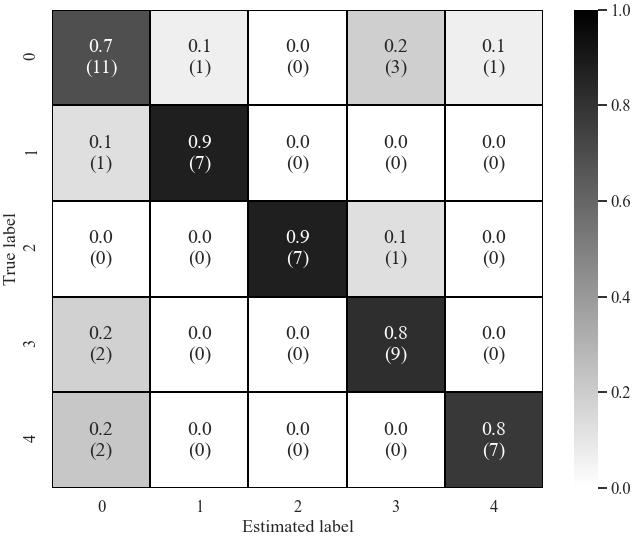 0.7 0.1 0.0 0.2 0.1
(11) (1) (0) (3) (1)
0
0.1 0.9 0.0 0.0 0.0
(1) (7) (0) (0) (0)
1
0.0 0.0 0.9 0.1 0.0
(0) (0) (7) (1) (0)
2
0.2 0.0 0.0 0.8 0.0
(2) (0) (0) (9) (0)
3
0.2 0.0 0.0 0.0 0.8
(2) (0) (0) (0) (7)
4
True label
0 1 2 3 4
Estimated label
1.0
0.8
0.6
0.4
0.2
0.0